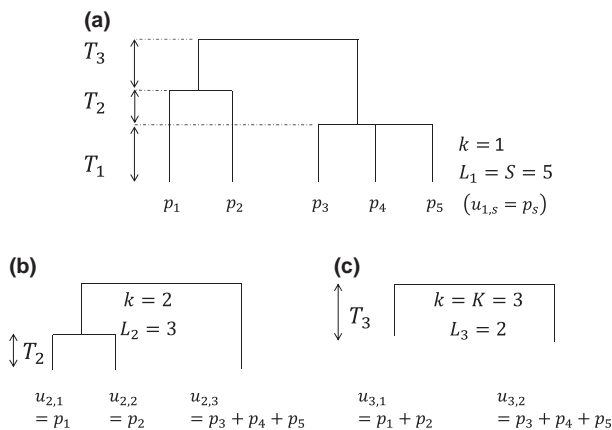 (a)
T₃
T₂
T₁
k = 1
L₁ = S = 5
(u₁,ₛ = pₛ)
p₁ p₂ p₃ p₄ p₅
(b)
k = 2
L₂ = 3
T₂
u₂,₁ u₂,₂ u₂,₃
= p₁ = p₂ = p₃ + p₄ + p₅
(c)
T₃
k = K = 3
L₃ = 2
u₃,₁ u₃,₂
= p₁ + p₂ = p₃ + p₄ + p₅